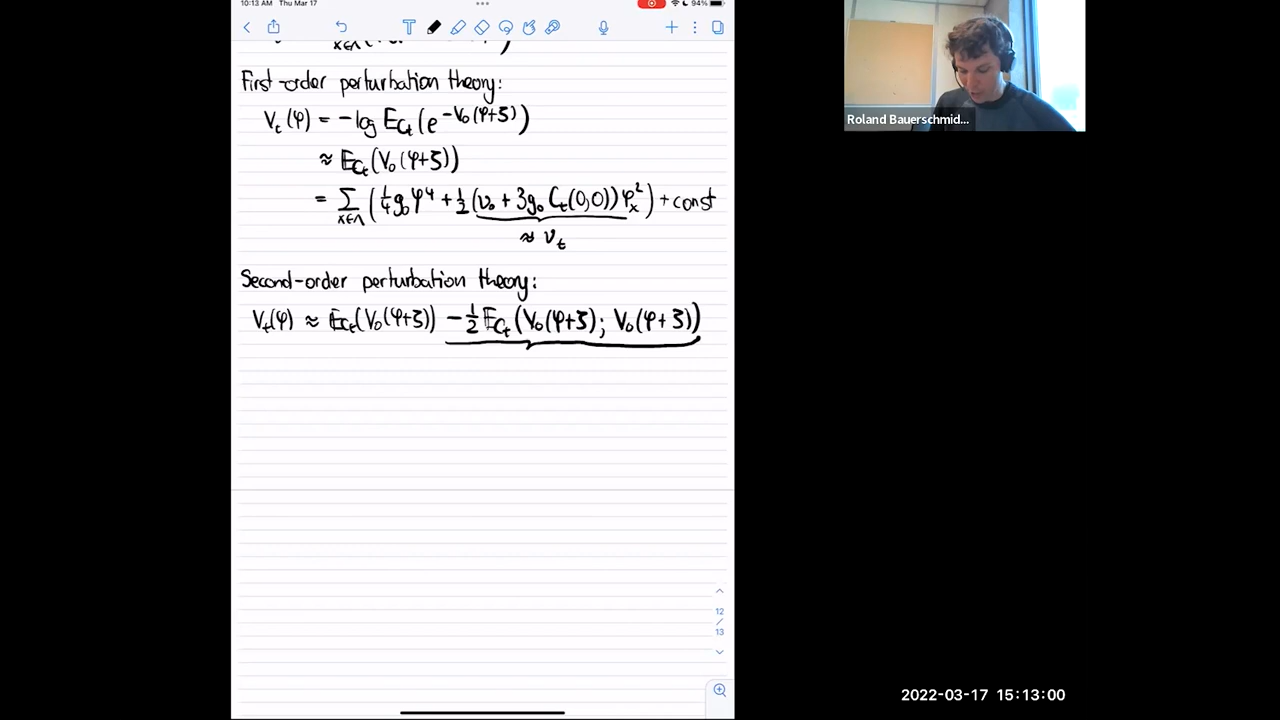 10:13 AM Thu Mar 17
94%
First-order perturbation theory:
V_t(φ) = -log E_{C_t}(e^{-V_0(φ+ζ)})
≈ E_{C_t}(V_0(φ+ζ))
= Σ_{x∈Λ} (¼g_0φ⁴ + ½(ν_0 + 3g_0 C_t(0,0))φ_x²) + const
≈ ν_t
Second-order perturbation theory:
V_t(φ) ≈ E_{C_t}(V_0(φ+ζ)) - ½E_{C_t}(V_0(φ+ζ); V_0(φ+ζ))
12
/
13
Roland Bauerschmid...
2022-03-17 15:13:00